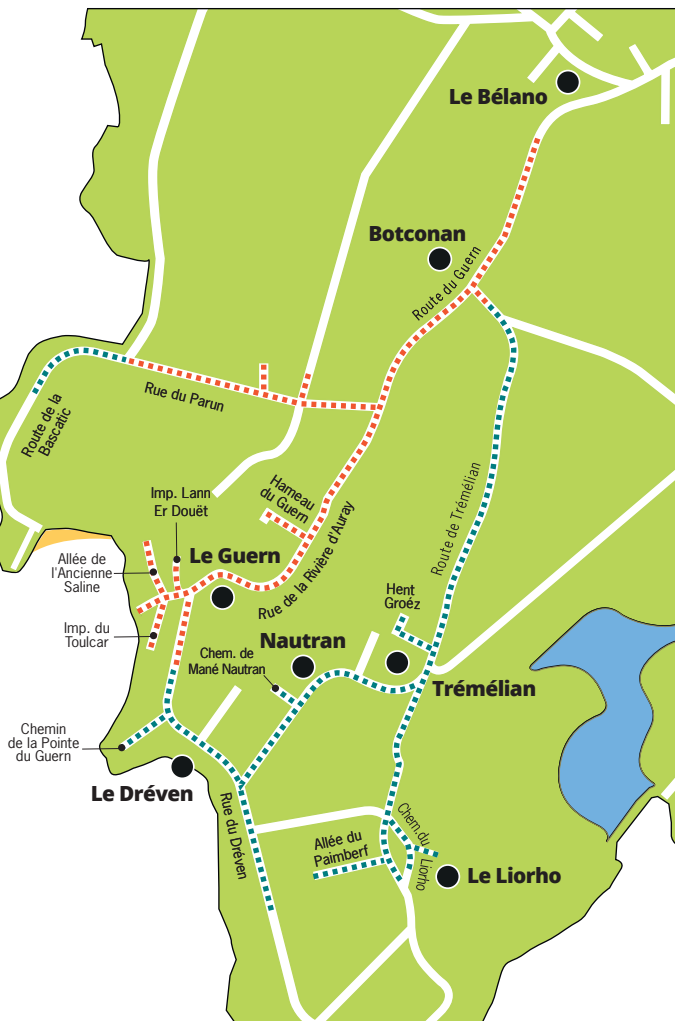 Le Bélano
Botconan
Route du Guern
Rue du Parun
Route de la
Bascatic
Hameau
du Guern
Imp. Lann
Er Douët
Le Guern
Rue de la Rivière d'Auray
Route de Trémélian
Allée de
l'Ancienne
Saline
Hent
Groéz
Imp. du
Toulcar
Nautran
Chem. de
Mané Nautran
Trémélian
Chemin
de la Pointe
du Guern
Le Dréven
Rue du Dréven
Chem. du
Liorho
Allée du
Paimberf
Le Liorho